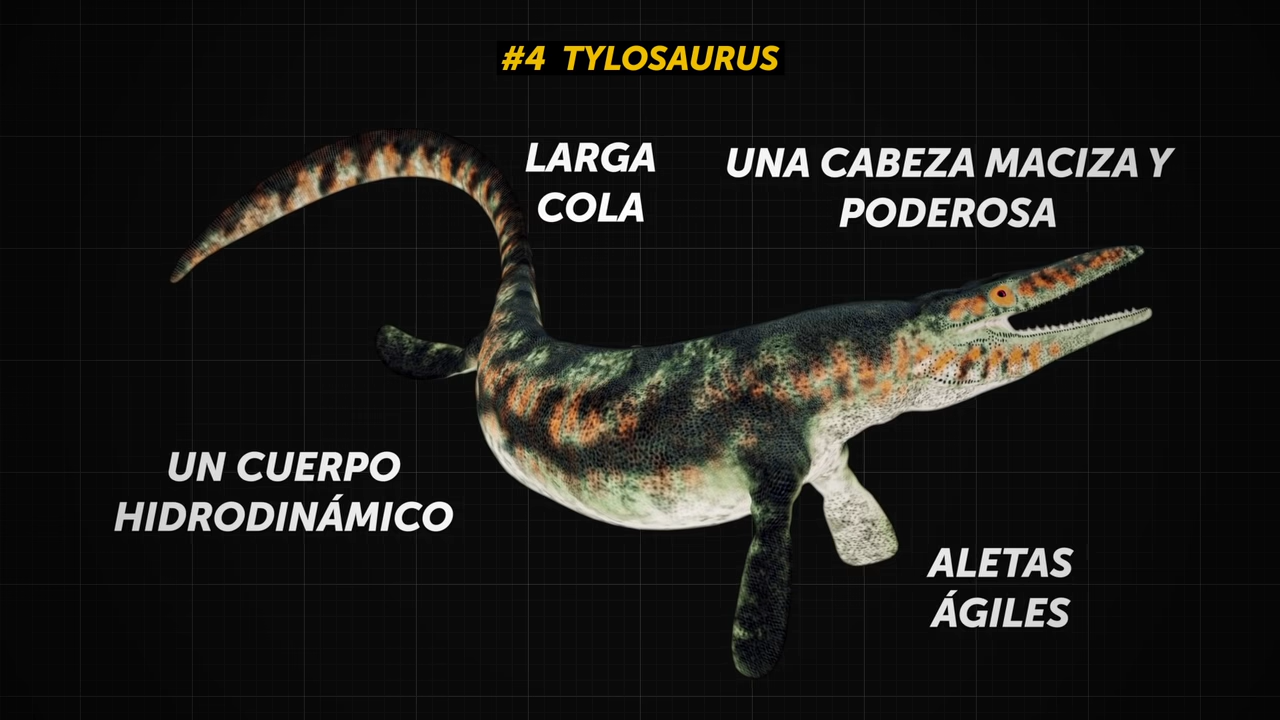 #4 TYLOSAURUS
LARGA
COLA
UNA CABEZA MACIZA Y
PODEROSA
UN CUERPO
HIDRODINÁMICO
ALETAS
ÁGILES